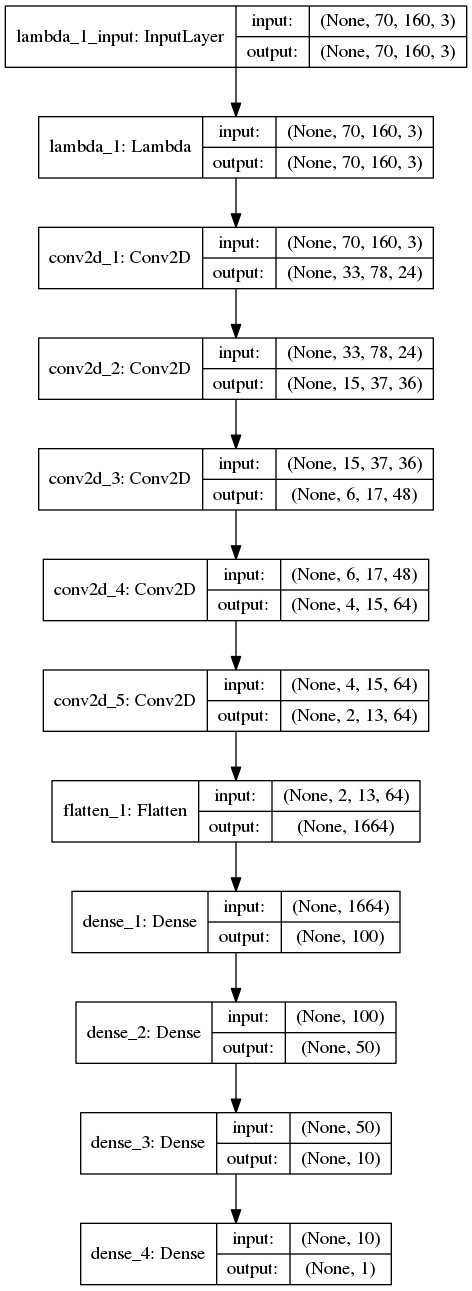 lambda_1_input: InputLayer
input:
(None, 70, 160, 3)
output:
(None, 70, 160, 3)
lambda_1: Lambda
input:
(None, 70, 160, 3)
output:
(None, 70, 160, 3)
conv2d_1: Conv2D
input:
(None, 70, 160, 3)
output:
(None, 33, 78, 24)
conv2d_2: Conv2D
input:
(None, 33, 78, 24)
output:
(None, 15, 37, 36)
conv2d_3: Conv2D
input:
(None, 15, 37, 36)
output:
(None, 6, 17, 48)
conv2d_4: Conv2D
input:
(None, 6, 17, 48)
output:
(None, 4, 15, 64)
conv2d_5: Conv2D
input:
(None, 4, 15, 64)
output:
(None, 2, 13, 64)
flatten_1: Flatten
input:
(None, 2, 13, 64)
output:
(None, 1664)
dense_1: Dense
input:
(None, 1664)
output:
(None, 100)
dense_2: Dense
input:
(None, 100)
output:
(None, 50)
dense_3: Dense
input:
(None, 50)
output:
(None, 10)
dense_4: Dense
input:
(None, 10)
output:
(None, 1)